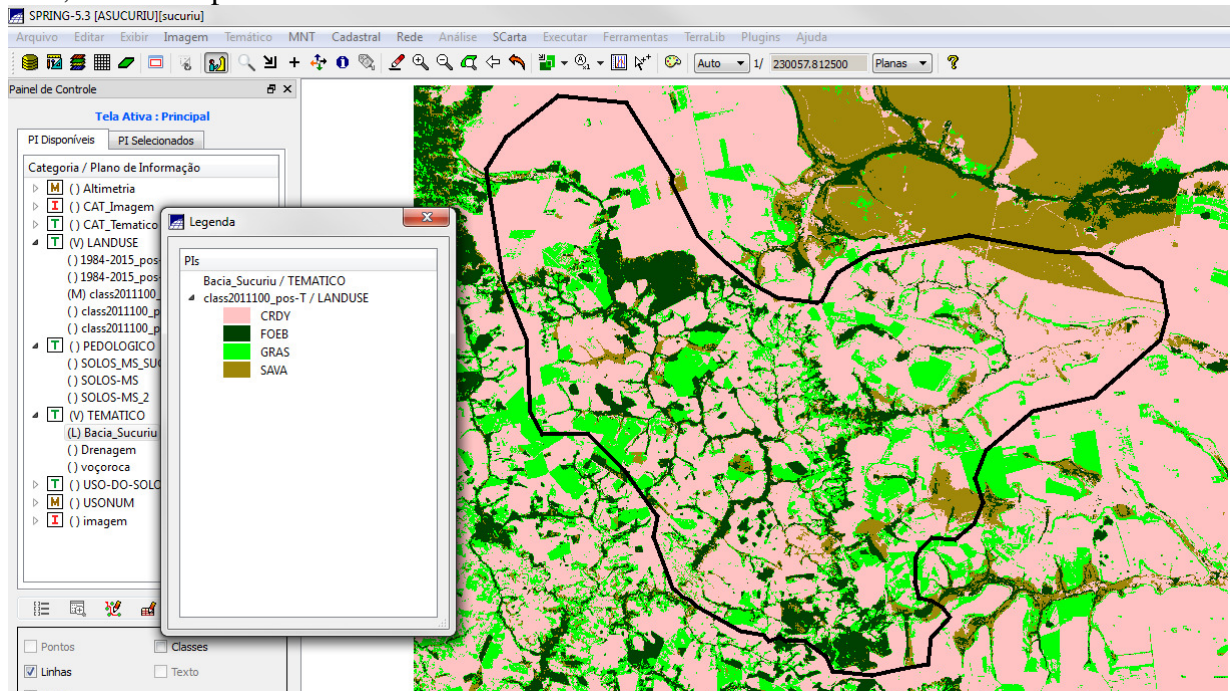 SPRING-5.3 [ASUCURIU][sucuriu]
Arquivo Editar Exibir Imagem Temático MNT Cadastral Rede Análise SCarta Executar Ferramentas TerraLib Plugins Ajuda
Auto 1/ 230057.812500 Planas
Painel de Controle
Tela Ativa : Principal
PI Disponíveis PI Selecionados
Categoria / Plano de Informação
M () Altimetria
I () CAT_Imagem
T () CAT_Tematico
T (V) LANDUSE
() 1984-2015_pos-
() 1984-2015_pos-
(M) class2011100_
() class2011100_p
() class2011100_p
T () PEDOLOGICO
() SOLOS_MS_SU
() SOLOS-MS
() SOLOS-MS_2
T (V) TEMATICO
(L) Bacia_Sucuriu
() Drenagem
() voçoroca
T () USO-DO-SOLO
M () USONUM
I () imagem
Pontos Classes
Linhas Texto
Legenda
PIs
Bacia_Sucuriu / TEMATICO
class2011100_pos-T / LANDUSE
CRDY
FOEB
GRAS
SAVA